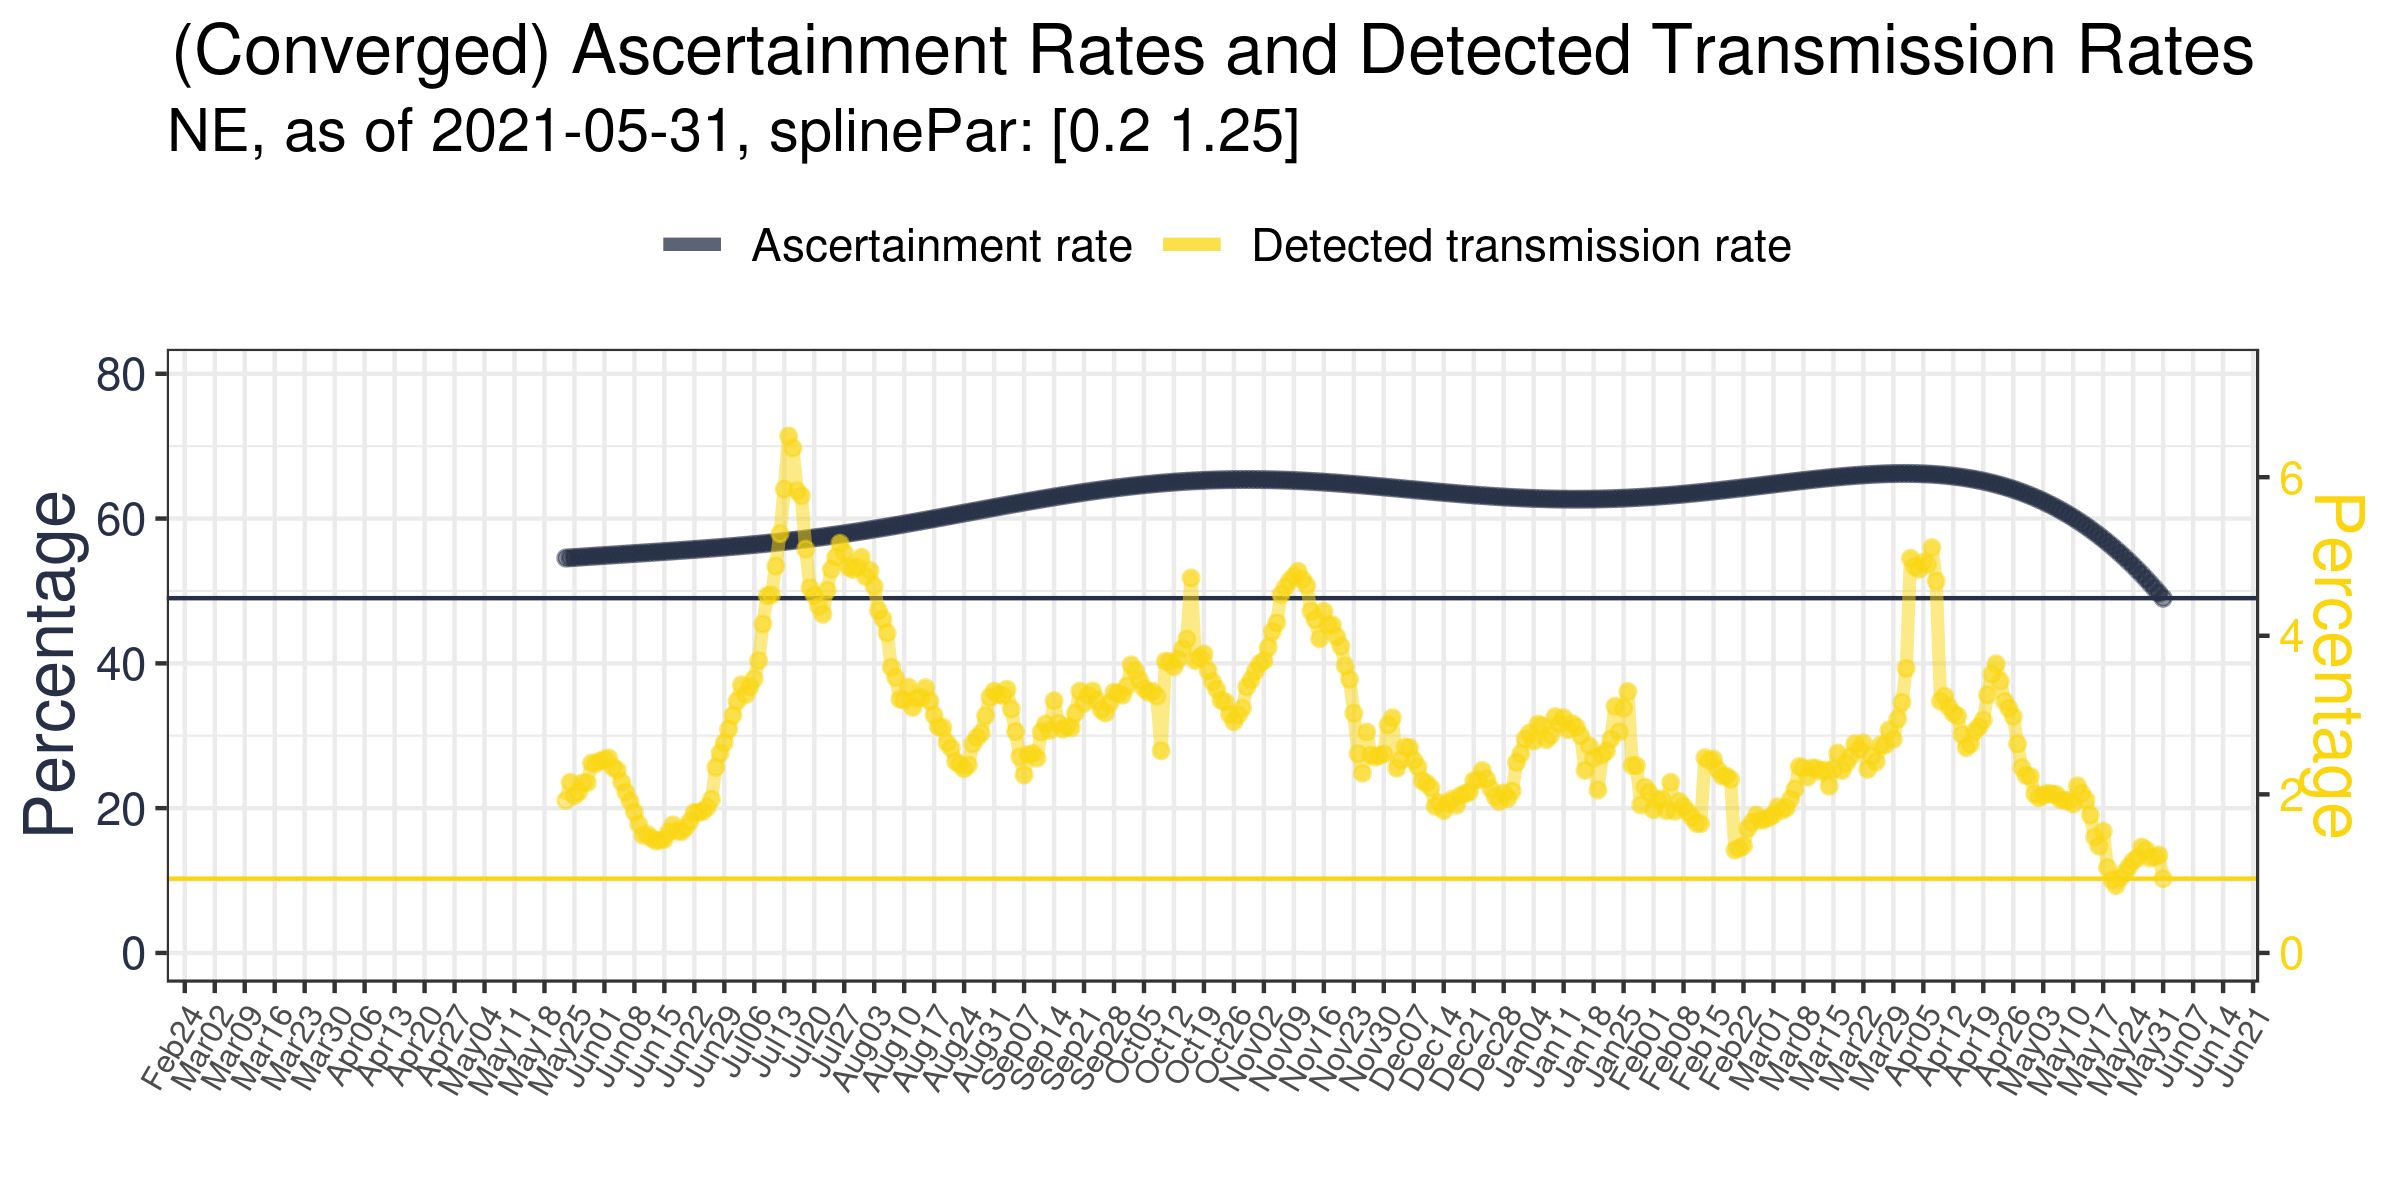 (Converged) Ascertainment Rates and Detected Transmission Rates
NE, as of 2021-05-31, splinePar: [0.2 1.25]
Ascertainment rate
Detected transmission rate
Percentage
80
60
40
20
0
6
4
2
0
Percentage
Feb24
Mar02
Mar09
Mar16
Mar23
Mar30
Apr06
Apr13
Apr20
Apr27
May04
May11
May18
May25
Jun01
Jun08
Jun15
Jun22
Jun29
Jul06
Jul13
Jul20
Jul27
Aug03
Aug10
Aug17
Aug24
Aug31
Sep07
Sep14
Sep21
Sep28
Oct05
Oct12
Oct19
Oct26
Nov02
Nov09
Nov16
Nov23
Nov30
Dec07
Dec14
Dec21
Dec28
Jan04
Jan11
Jan18
Jan25
Feb01
Feb08
Feb15
Feb22
Mar01
Mar08
Mar15
Mar22
Mar29
Apr05
Apr12
Apr19
Apr26
May03
May10
May17
May24
May31
Jun07
Jun14
Jun21